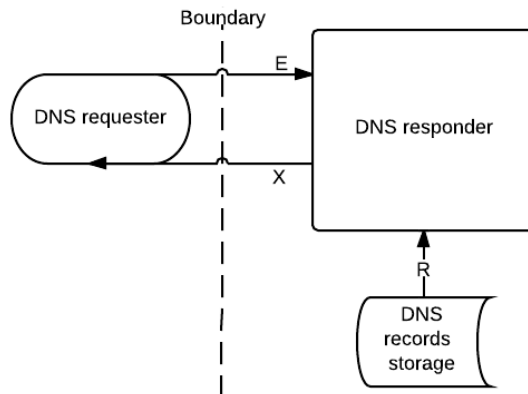 Boundary
E
DNS requester
DNS responder
X
R
DNS
records
storage